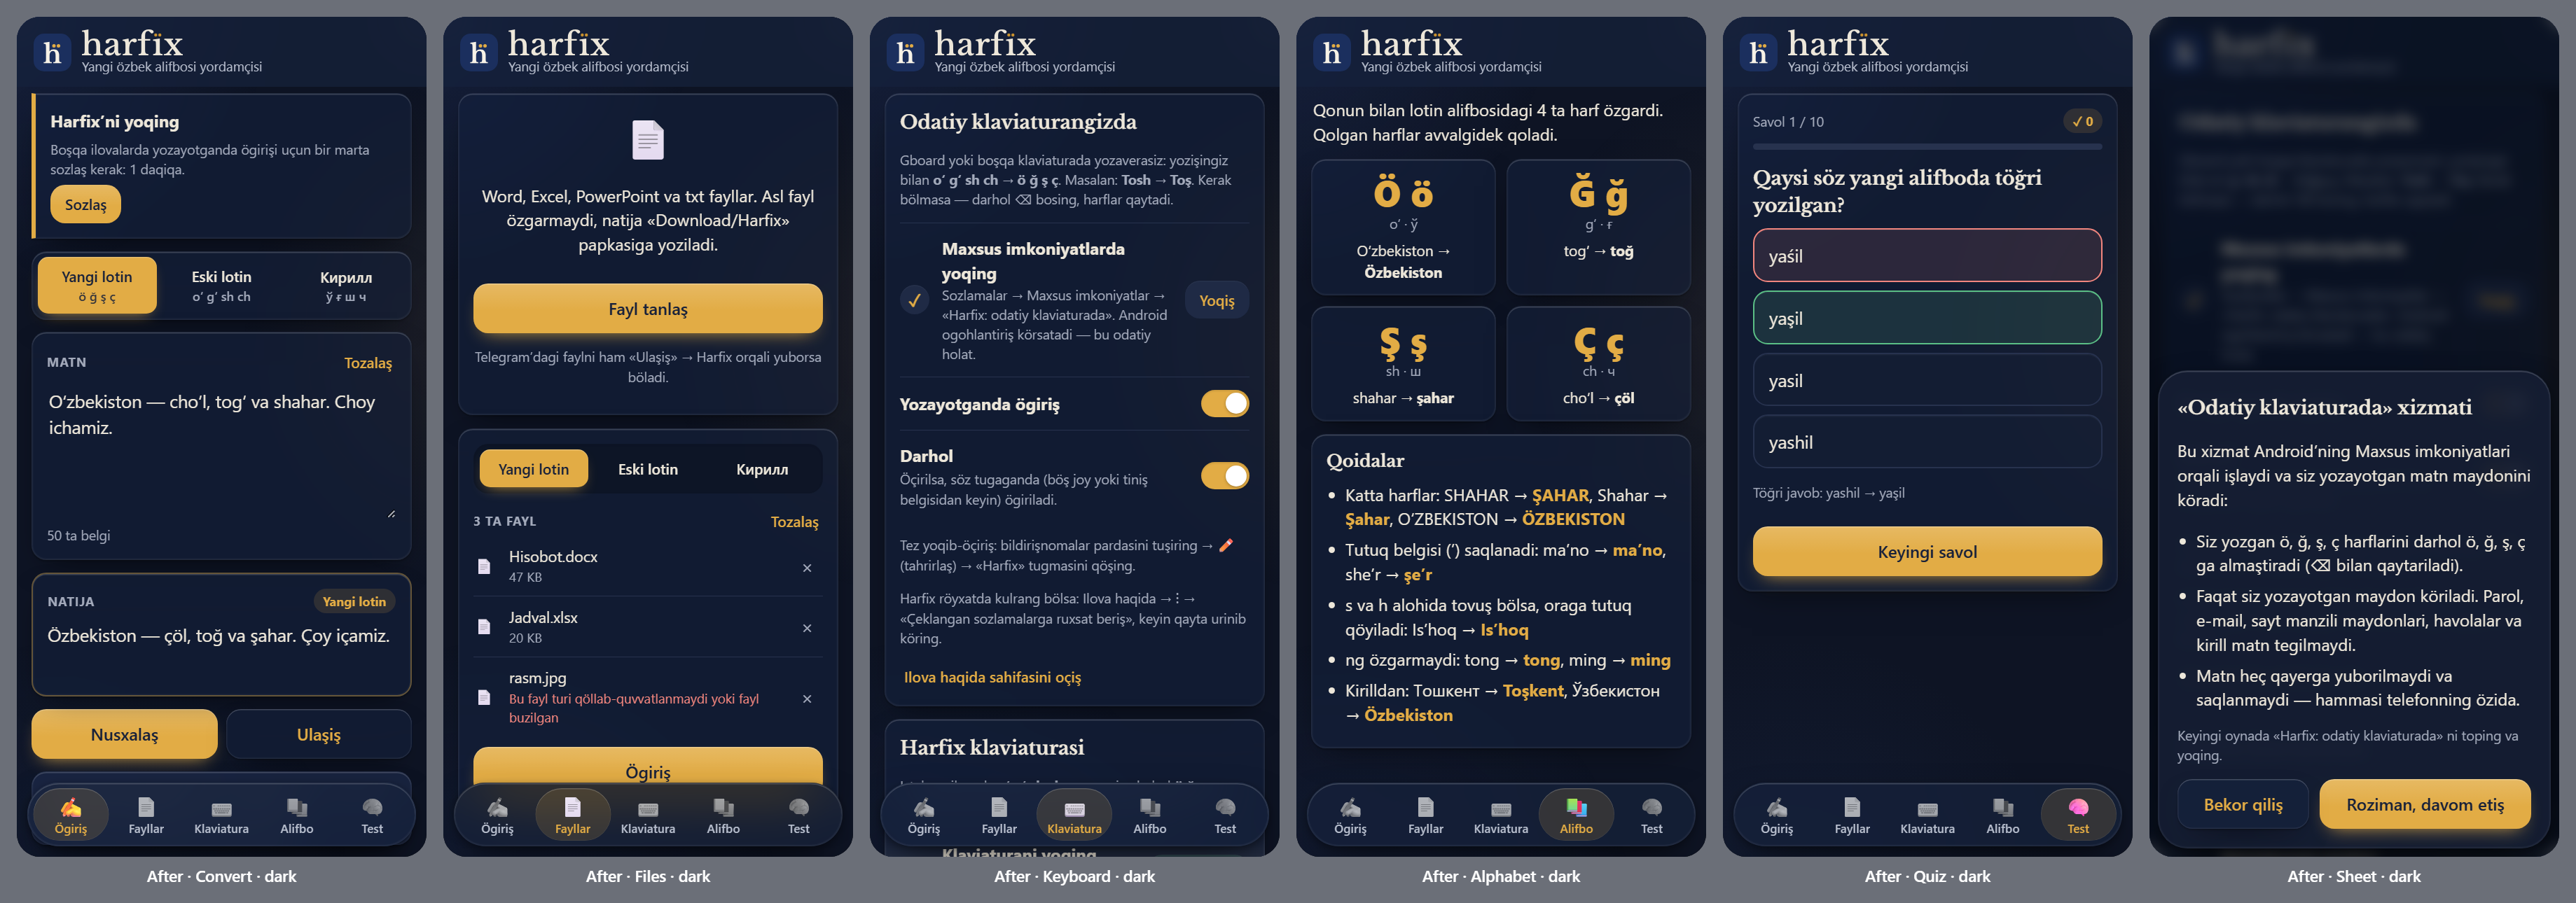 harfix
Yangi özbek alifbosi yordamçisi
Harfix’ni yoqing
Boşqa ilovalarda yozayotganda ögirişi uçun bir marta
sozlaş kerak: 1 daqiqa.
Sozlaş
Yangi lotin
ö ğ ş ç
Eski lotin
oʻ gʻ sh ch
Кирилл
ў ғ ш ч
MATN
Tozalaş
Oʻzbekiston — choʻl, togʻ va shahar. Choy
ichamiz.
50 ta belgi
NATIJA
Yangi lotin
Özbekiston — çöl, toğ va şahar. Çoy içamiz.
Nusxalaş
Ulaşiş
Ögiriş
Fayllar
Klaviatura
Alifbo
Test
After · Convert · dark
harfix
Yangi özbek alifbosi yordamçisi
Word, Excel, PowerPoint va txt fayllar. Asl fayl
özgarmaydi, natija «Download/Harfix»
papkasiga yoziladi.
Fayl tanlaş
Telegram’dagi faylni ham «Ulaşiş» → Harfix orqali yuborsa
böladi.
Yangi lotin
Eski lotin
Кирилл
3 TA FAYL
Tozalaş
Hisobot.docx
47 KB
×
Jadval.xlsx
20 KB
×
rasm.jpg
Bu fayl turi qöllab-quvvatlanmaydi yoki fayl
buzilgan
×
Ögiriş
Ögiriş
Fayllar
Klaviatura
Alifbo
Test
After · Files · dark
harfix
Yangi özbek alifbosi yordamçisi
Odatiy klaviaturangizda
Gboard yoki boşqa klaviaturada yozaverasiz: yozişingiz
bilan oʻ gʻ sh ch → ö ğ ş ç. Masalan: Tosh → Toş. Kerak
bölmasa — darhol ⌫ bosing, harflar qaytadi.
✓
Maxsus imkoniyatlarda
yoqing
Sozlamalar → Maxsus imkoniyatlar →
«Harfix: odatiy klaviaturada». Android
ogohlantiriş körsatadi — bu odatiy
holat.
Yoqiş
Yozayotganda ögiriş
Darhol
Öçirilsa, söz tugaganda (böş joy yoki tiniş
belgisidan keyin) ögiriladi.
Tez yoqib-öçiriş: bildirişnomalar pardasini tuşiring → ✏️
(tahrirlaş) → «Harfix» tugmasini qöşing.
Harfix röyxatda kulrang bölsa: Ilova haqida → ⋮ →
«Çeklangan sozlamalarga ruxsat beriş», keyin qayta urinib
köring.
Ilova haqida sahifasini oçiş
Harfix klaviaturasi
Ögiriş
Fayllar
Klaviatura
Alifbo
Test
Klaviaturani yoqing
After · Keyboard · dark
harfix
Yangi özbek alifbosi yordamçisi
Qonun bilan lotin alifbosidagi 4 ta harf özgardi.
Qolgan harflar avvalgidek qoladi.
Ö ö
oʻ · ў
Oʻzbekiston →
Özbekiston
Ğ ğ
gʻ · ғ
togʻ → toğ
Ş ş
sh · ш
shahar → şahar
Ç ç
ch · ч
choʻl → çöl
Qoidalar
• Katta harflar: SHAHAR → ŞAHAR, Shahar →
Şahar, OʻZBEKISTON → ÖZBEKISTON
• Tutuq belgisi (’) saqlanadi: ma’no → ma’no,
she’r → şe’r
• s va h alohida tovuş bölsa, oraga tutuq
qöyiladi: Is’hoq → Is’hoq
• ng özgarmaydi: tong → tong, ming → ming
• Kirilldan: Тошкент → Toşkent, Ўзбекистон
→ Özbekiston
Ögiriş
Fayllar
Klaviatura
Alifbo
Test
After · Alphabet · dark
harfix
Yangi özbek alifbosi yordamçisi
Savol 1 / 10
✓ 0
Qaysi söz yangi alifboda töğri
yozilgan?
yaśil
yaşil
yasil
yashil
Töğri javob: yashil → yaşil
Keyingi savol
Ögiriş
Fayllar
Klaviatura
Alifbo
Test
After · Quiz · dark
«Odatiy klaviaturada» xizmati
Bu xizmat Android’ning Maxsus imkoniyatlari
orqali işlaydi va siz yozayotgan matn maydonini
köradi:
• Siz yozgan ö, ğ, ş, ç harflarini darhol ö, ğ, ş, ç
ga almaştiradi (⌫ bilan qaytariladi).
• Faqat siz yozayotgan maydon köriladi. Parol,
e-mail, sayt manzili maydonlari, havolalar va
kirill matn tegilmaydi.
• Matn heç qayerga yuborilmaydi va
saqlanmaydi — hammasi telefonning özida.
Keyingi oynada «Harfix: odatiy klaviaturada» ni toping va
yoqing.
Bekor qiliş
Roziman, davom etiş
After · Sheet · dark